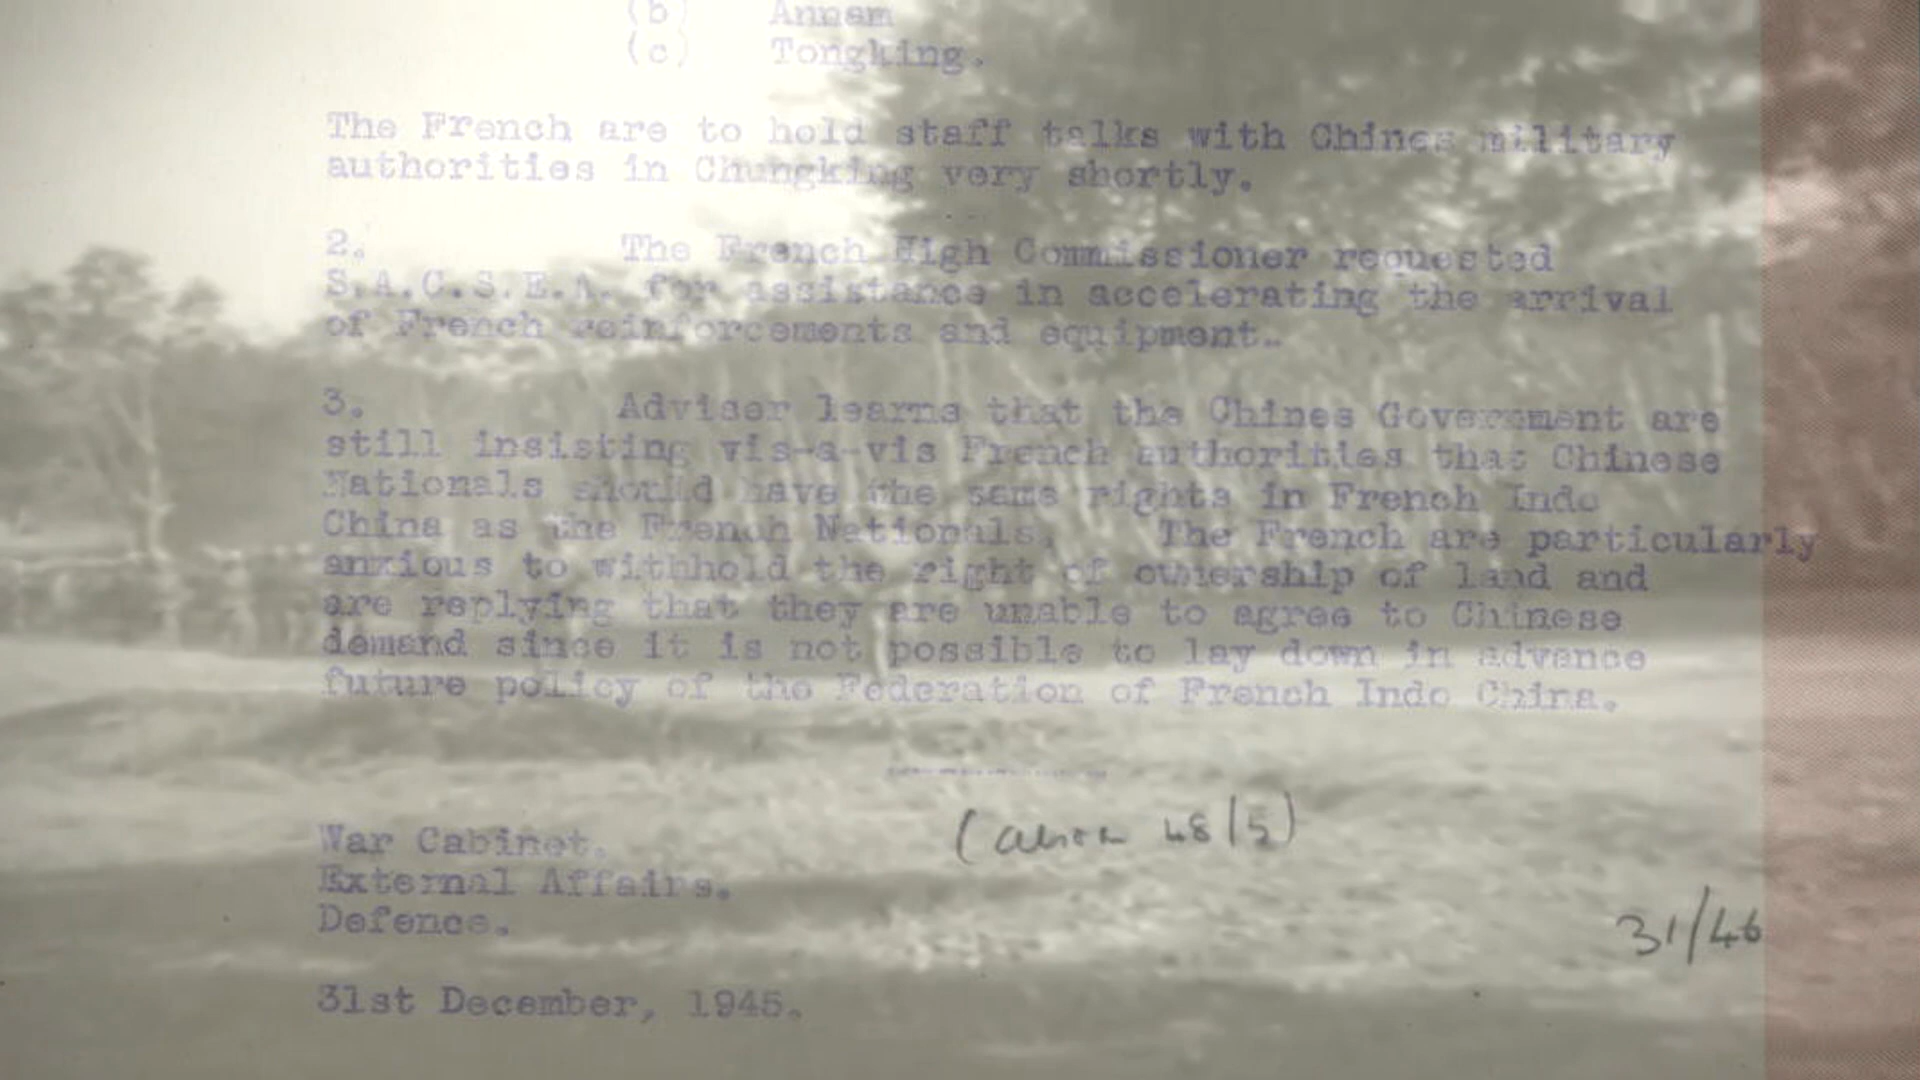 (b) Annam
(c) Tongking.
The French are to hold staff talks with Chines military
authorities in Chungking very shortly.
2. The French High Commissioner requested
S.A.C.S.E.A. for assistance in accelerating the arrival
of French reinforcements and equipment.
3. Adviser learns that the Chines Government are
still insisting vis-a-vis French authorities that Chinese
Nationals should have the same rights in French Indo
China as the French Nationals. The French are particularly
anxious to withhold the right of ownership of land and
are replying that they are unable to agree to Chinese
demand since it is not possible to lay down in advance
future policy of the Federation of French Indo China.
( 48/5)
War Cabinet.
External Affairs.
Defence.
31/46
31st December, 1945.